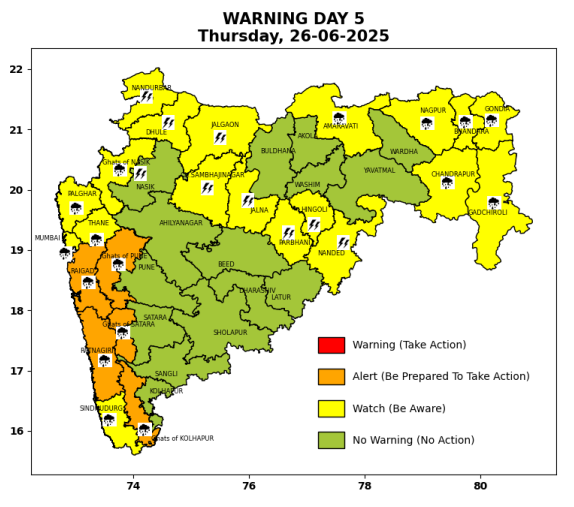 WARNING DAY 5
Thursday, 26-06-2025
22
21
20
19
18
17
16
74
76
78
80
NANDURBAR
DHULE
JALGAON
AMARAVATI
NAGPUR
GONDIA
BHANDARA
AKOLA
BULDHANA
WARDHA
Ghats of NASIK
NASIK
SAMBHAJINAGAR
WASHIM
YAVATMAL
CHANDRAPUR
PALGHAR
JALNA
HINGOLI
GADCHIROLI
THANE
AHILYANAGAR
MUMBAI
PARBHANI
NANDED
Ghats of PUNE
PUNE
RAIGAD
BEED
DHARASHIV
LATUR
SATARA
Ghats of SATARA
SHOLAPUR
RATNAGIRI
SANGLI
KOLHAPUR
SINDHUDURG
Ghats of KOLHAPUR
Warning (Take Action)
Alert (Be Prepared To Take Action)
Watch (Be Aware)
No Warning (No Action)